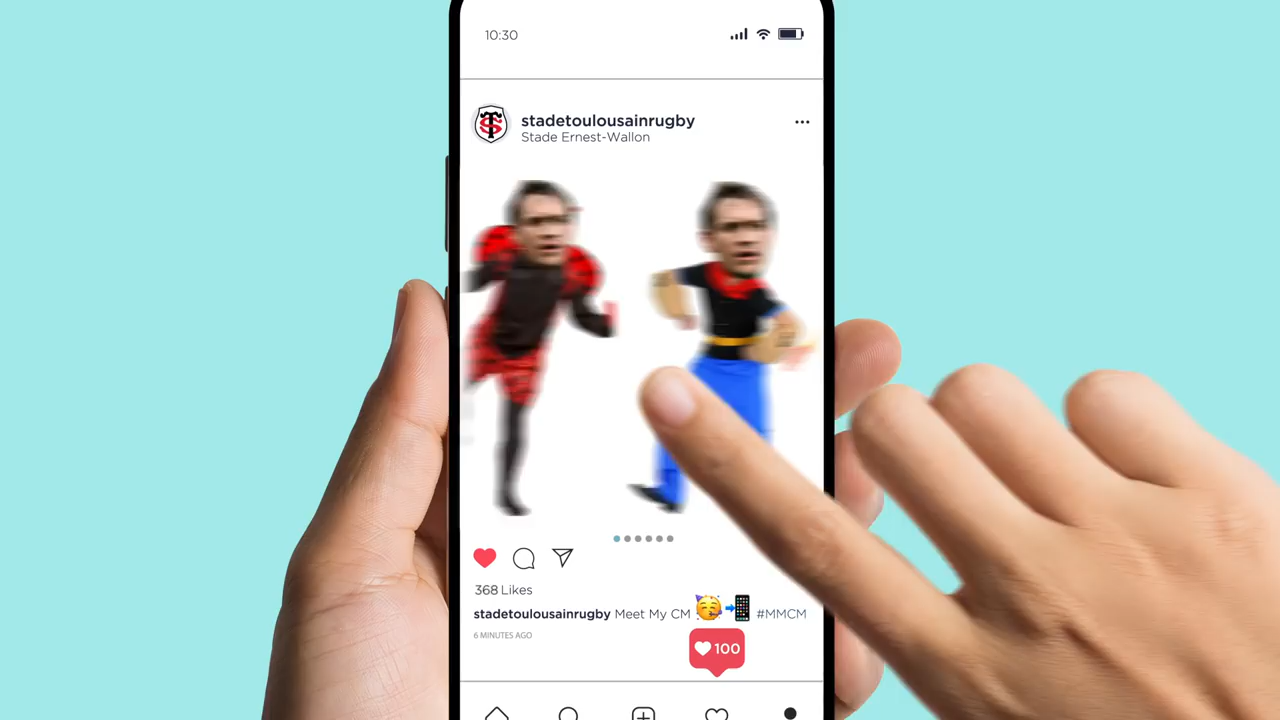 10:30
stadetoulousainrugby
Stade Ernest-Wallon
368 Likes
stadetoulousainrugby Meet My CM 🥳📲 #MMCM
6 MINUTES AGO
100